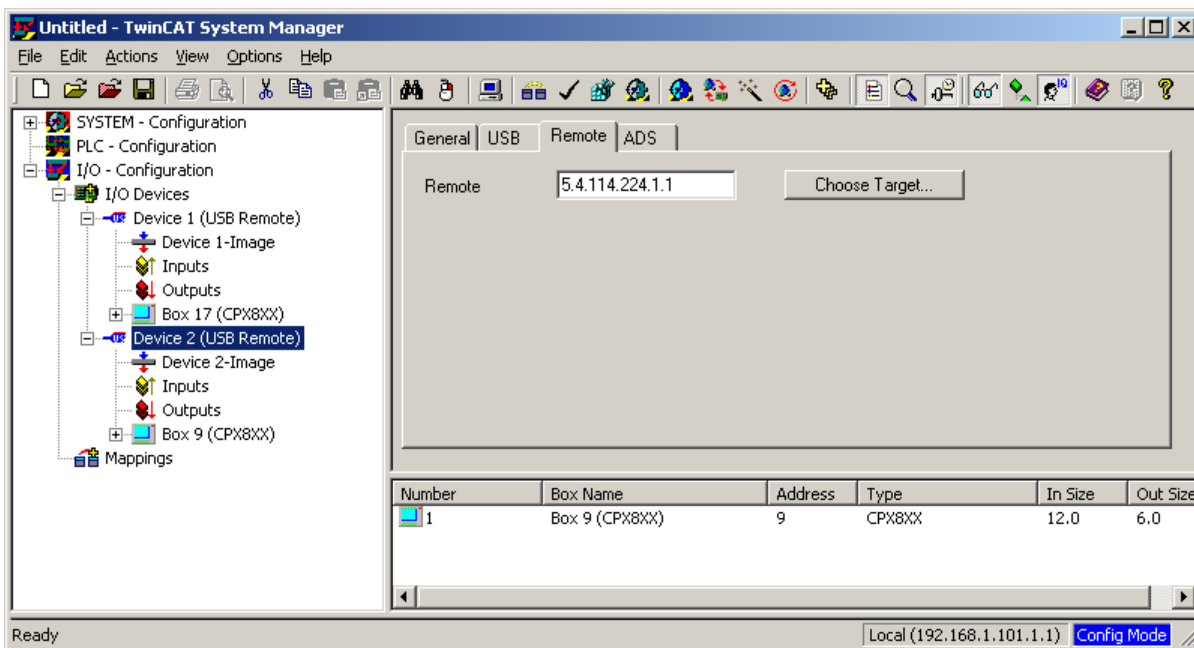 Untitled - TwinCAT System Manager
File Edit Actions View Options Help
SYSTEM - Configuration
PLC - Configuration
I/O - Configuration
I/O Devices
Device 1 (USB Remote)
Device 1-Image
Inputs
Outputs
Box 17 (CPX8XX)
Device 2 (USB Remote)
Device 2-Image
Inputs
Outputs
Box 9 (CPX8XX)
Mappings
General USB Remote ADS
Remote 5.4.114.224.1.1 Choose Target...
Number Box Name Address Type In Size Out Size
1 Box 9 (CPX8XX) 9 CPX8XX 12.0 6.0
Ready Local (192.168.1.101.1.1) Config Mode